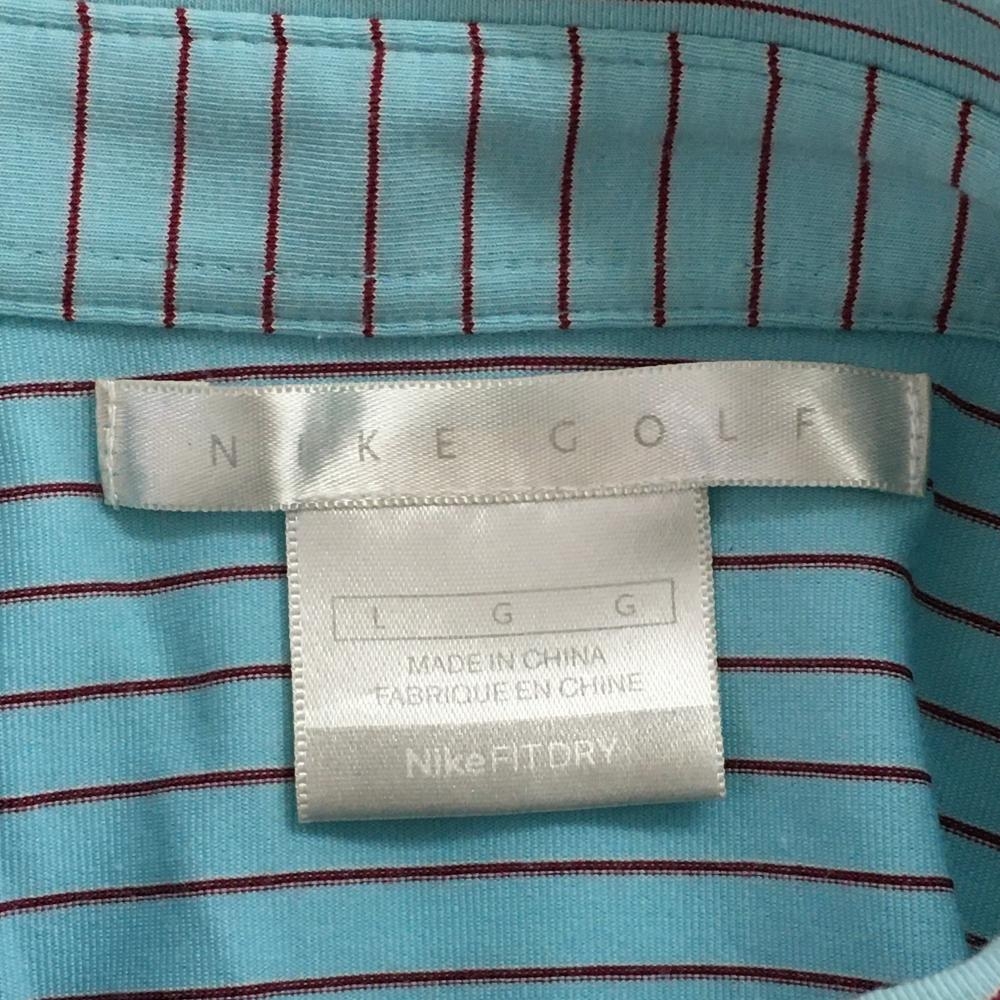 NIKE GOLF
L G G
MADE IN CHINA
FABRIQUE EN CHINE
NikeFITDRY